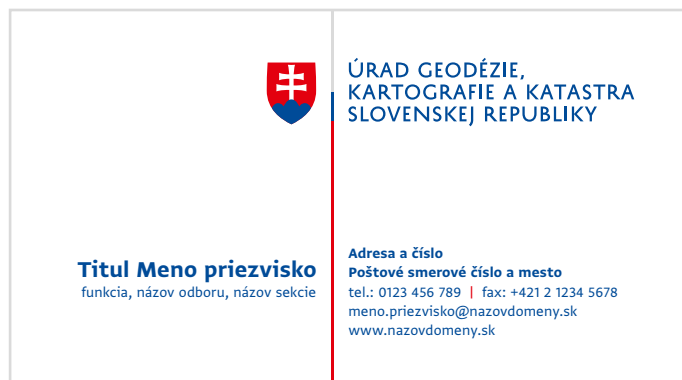 ÚRAD GEODÉZIE,
KARTOGRAFIE A KATASTRA
SLOVENSKEJ REPUBLIKY
Titul Meno priezvisko
funkcia, názov odboru, názov sekcie
Adresa a číslo
Poštové smerové číslo a mesto
tel.: 0123 456 789 | fax: +421 2 1234 5678
meno.priezvisko@nazovdomeny.sk
www.nazovdomeny.sk